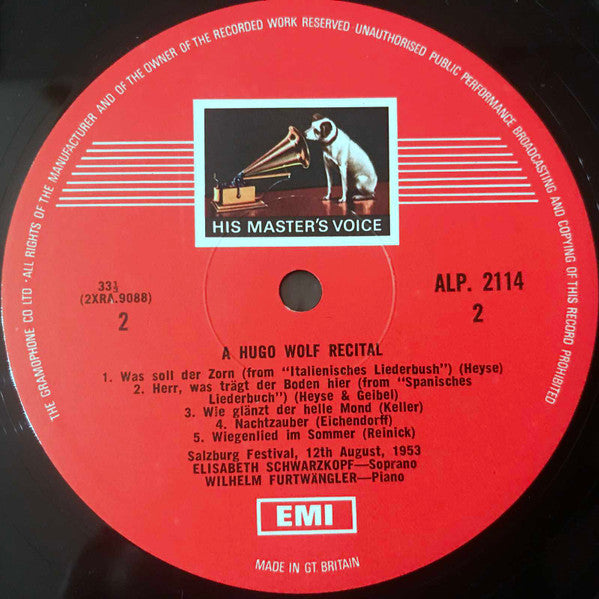 THE GRAMOPHONE CO LTD · ALL RIGHTS OF THE MANUFACTURER AND OF THE OWNER OF THE RECORDED WORK RESERVED · UNAUTHORISED PUBLIC PERFORMANCE BROADCASTING AND COPYING OF THIS RECORD PROHIBITED
HIS MASTER'S VOICE
33⅓
(2XRA.9088)
2
ALP. 2114
2
A HUGO WOLF RECITAL
1. Was soll der Zorn (from "Italienisches Liederbush") (Heyse)
2. Herr, was trägt der Boden hier (from "Spanisches
Liederbuch") (Heyse & Geibel)
3. Wie glänzt der helle Mond (Keller)
4. Nachtzauber (Eichendorff)
5. Wiegenlied im Sommer (Reinick)
Salzburg Festival, 12th August, 1953
ELISABETH SCHWARZKOPF—Soprano
WILHELM FURTWÄNGLER—Piano
EMI
MADE IN GT. BRITAIN